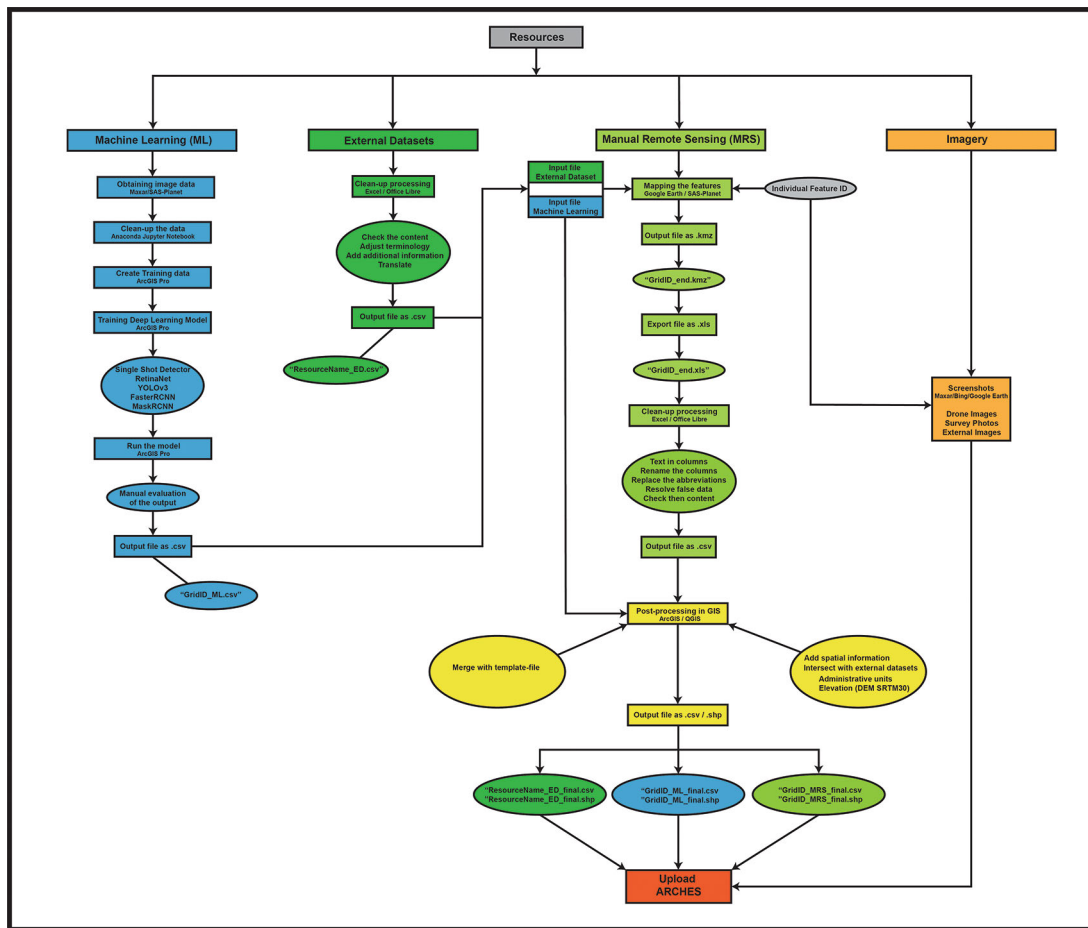 Resources
Machine Learning (ML)
Obtaining image data
Maxar/SAS-Planet
Clean-up the data
Anaconda Jupyter Notebook
Create Training data
ArcGIS Pro
Training Deep Learning Model
ArcGIS Pro
Single Shot Detector
RetinaNet
YOLOv3
FasterRCNN
MaskRCNN
Run the model
ArcGIS Pro
Manual evaluation
of the output
Output file as .csv
“GridID_ML.csv”
External Datasets
Clean-up processing
Excel / Office Libre
Check the content
Adjust terminology
Add additional information
Translate
Output file as .csv
“ResourceName_ED.csv”
Input file
External Dataset
Input file
Machine Learning
Manual Remote Sensing (MRS)
Mapping the features
Google Earth / SAS-Planet
Output file as .kmz
“GridID_end.kmz”
Export file as .xls
“GridID_end.xls”
Clean-up processing
Excel / Office Libre
Text in columns
Rename the columns
Replace the abbreviations
Resolve false data
Check then content
Output file as .csv
Individual Feature ID
Imagery
Screenshots
Maxar/Bing/Google Earth
Drone Images
Survey Photos
External Images
Post-processing in GIS
ArcGIS / QGIS
Merge with template-file
Add spatial information
Intersect with external datasets
Administrative units
Elevation (DEM SRTM30)
Output file as .csv / .shp
“ResourceName_ED_final.csv
“ResourceName_ED_final.shp
“GridID_ML_final.csv
“GridID_ML_final.shp
“GridID_MRS_final.csv
“GridID_MRS_final.shp
Upload
ARCHES